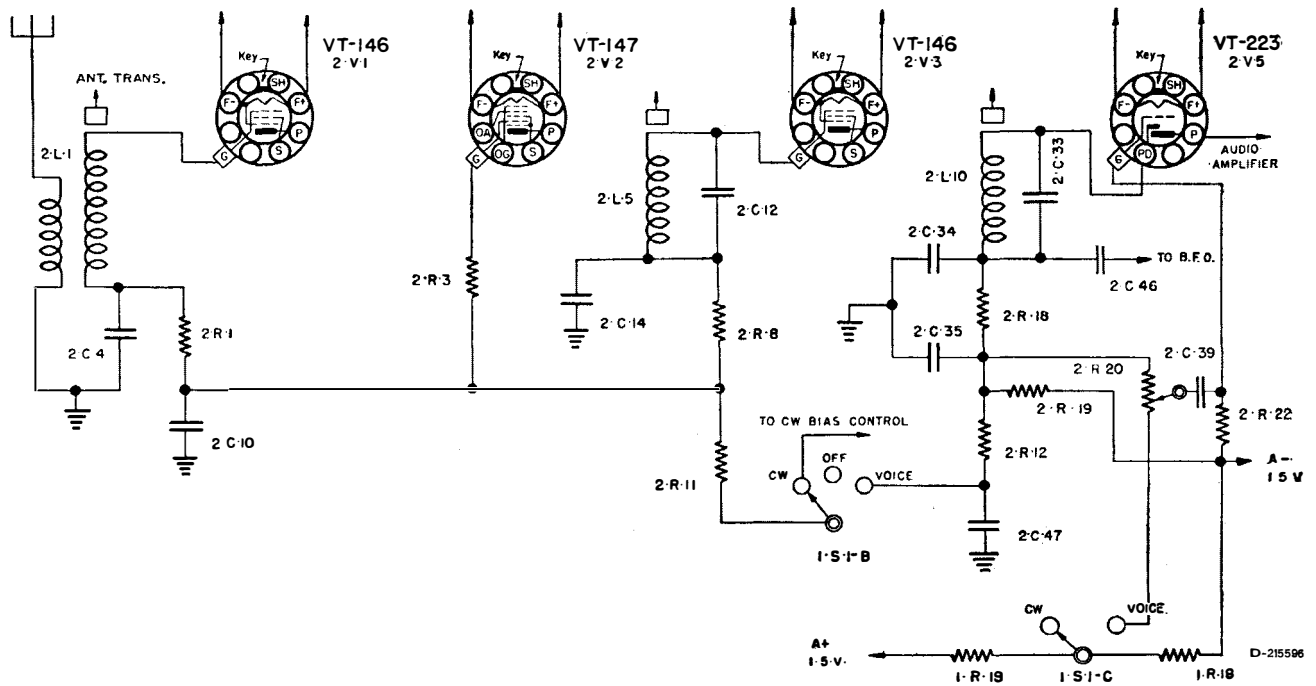 VT-146
2·V·1
VT-147
2·V·2
VT-146
2·V·3
VT-223
2·V·5
Key
SH
F-
F+
P
G
S
Key
SH
F-
F+
OA
P
G
OG
S
Key
SH
F-
F+
P
G
S
Key
SH
F-
F+
P
G
PD
ANT. TRANS.
AUDIO
AMPLIFIER
2·L·1
2·L·5
2·C·12
2·L·10
2·C·33
2·R·3
2·C·34
TO B.F.O.
2·C·46
2·C·14
2·R·8
2·R·18
2·C·4
2·R·1
2·C·35
2·C·39
2·R·20
2·R·19
2·R·22
2·C·10
TO CW BIAS CONTROL
OFF
CW
VOICE
2·R·11
2·R·12
A-
1.5 V
2·C·47
1·S·1-B
CW
VOICE.
A+
1·5·V·
1·R·19
1·S·1-C
1·R·18
D-215596